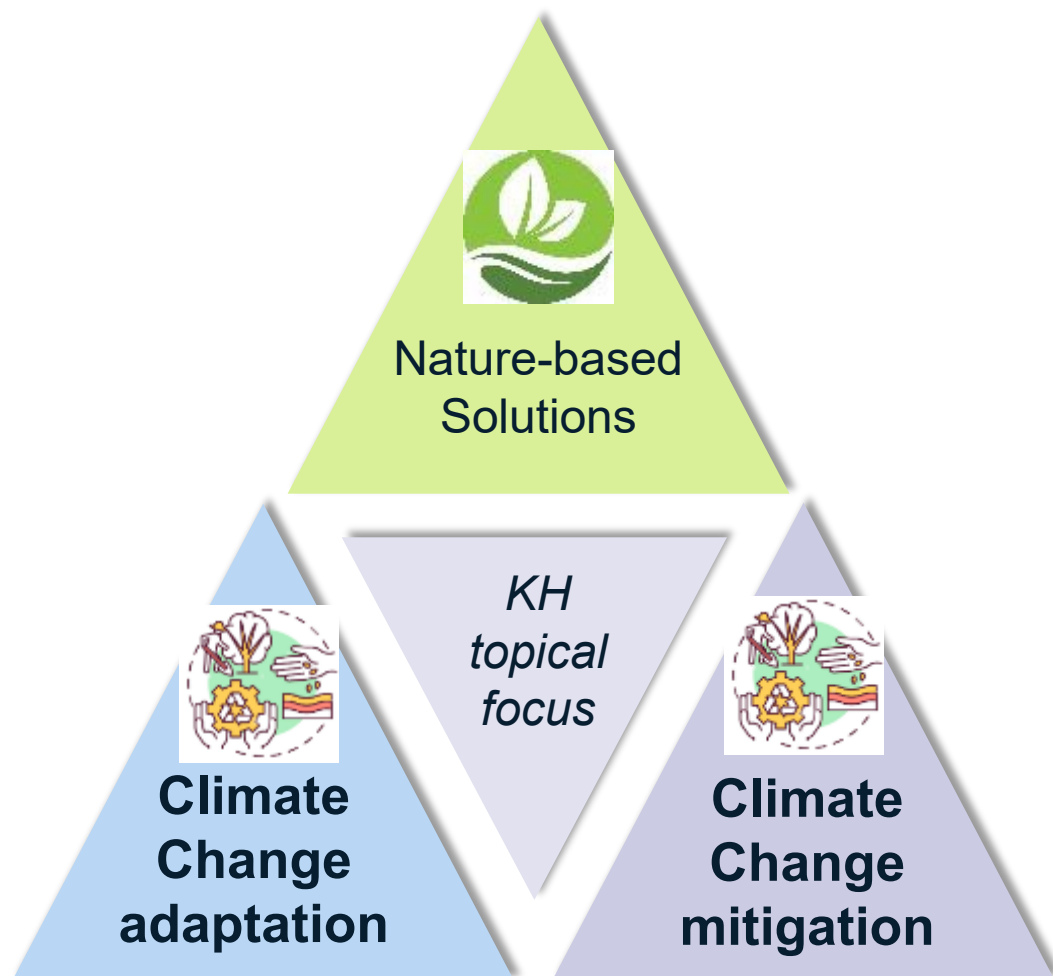 Nature-based
Solutions
KH
topical
focus
Climate
Change
adaptation
Climate
Change
mitigation